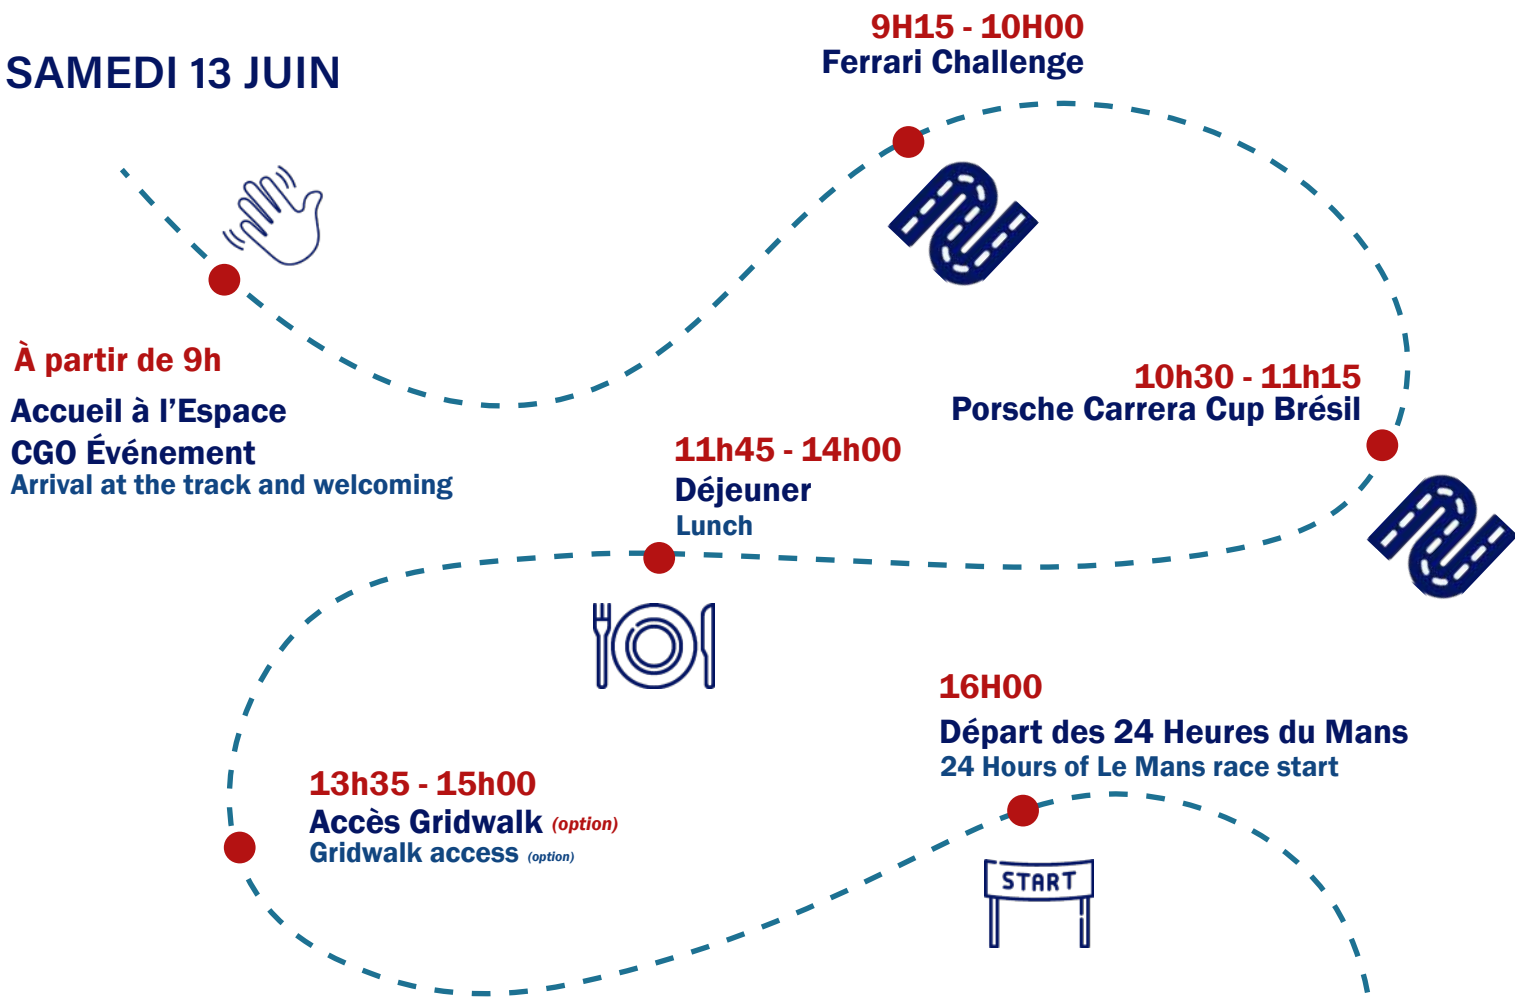 SAMEDI 13 JUIN
À partir de 9h
Accueil à l'Espace
CGO Événement
Arrival at the track and welcoming
9H15 - 10H00
Ferrari Challenge
10h30 - 11h15
Porsche Carrera Cup Brésil
11h45 - 14h00
Déjeuner
Lunch
13h35 - 15h00
Accès Gridwalk (option)
Gridwalk access (option)
16H00
Départ des 24 Heures du Mans
24 Hours of Le Mans race start
START